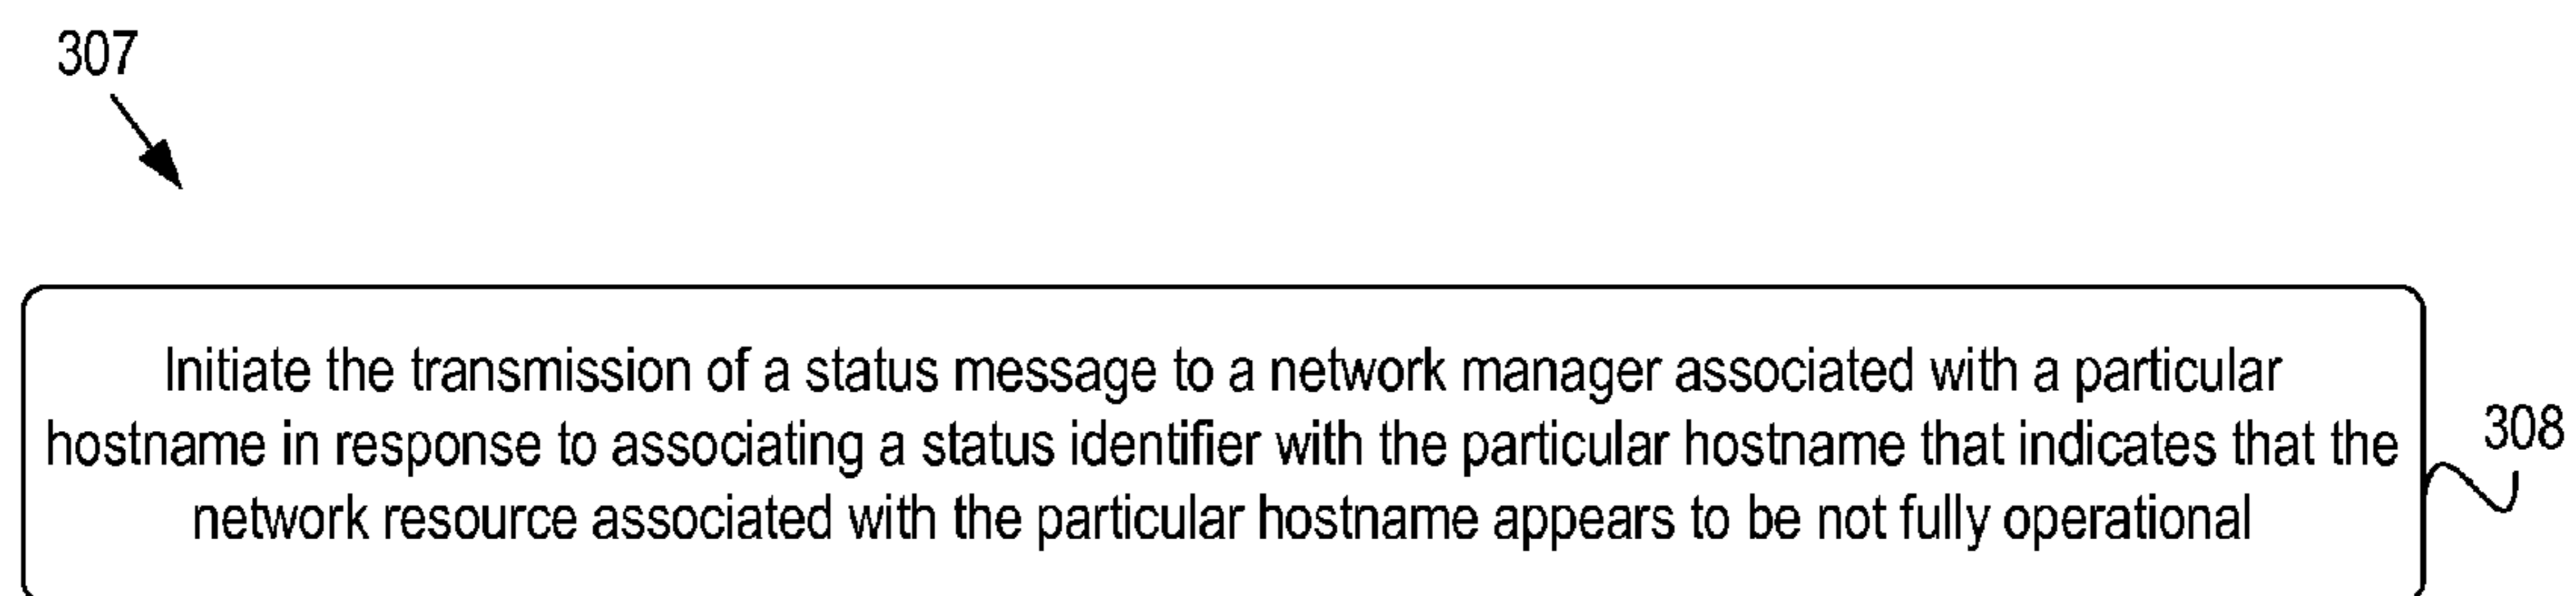 307
Initiate the transmission of a status message to a network manager associated with a particular
hostname in response to associating a status identifier with the particular hostname that indicates that the
network resource associated with the particular hostname appears to be not fully operational
308